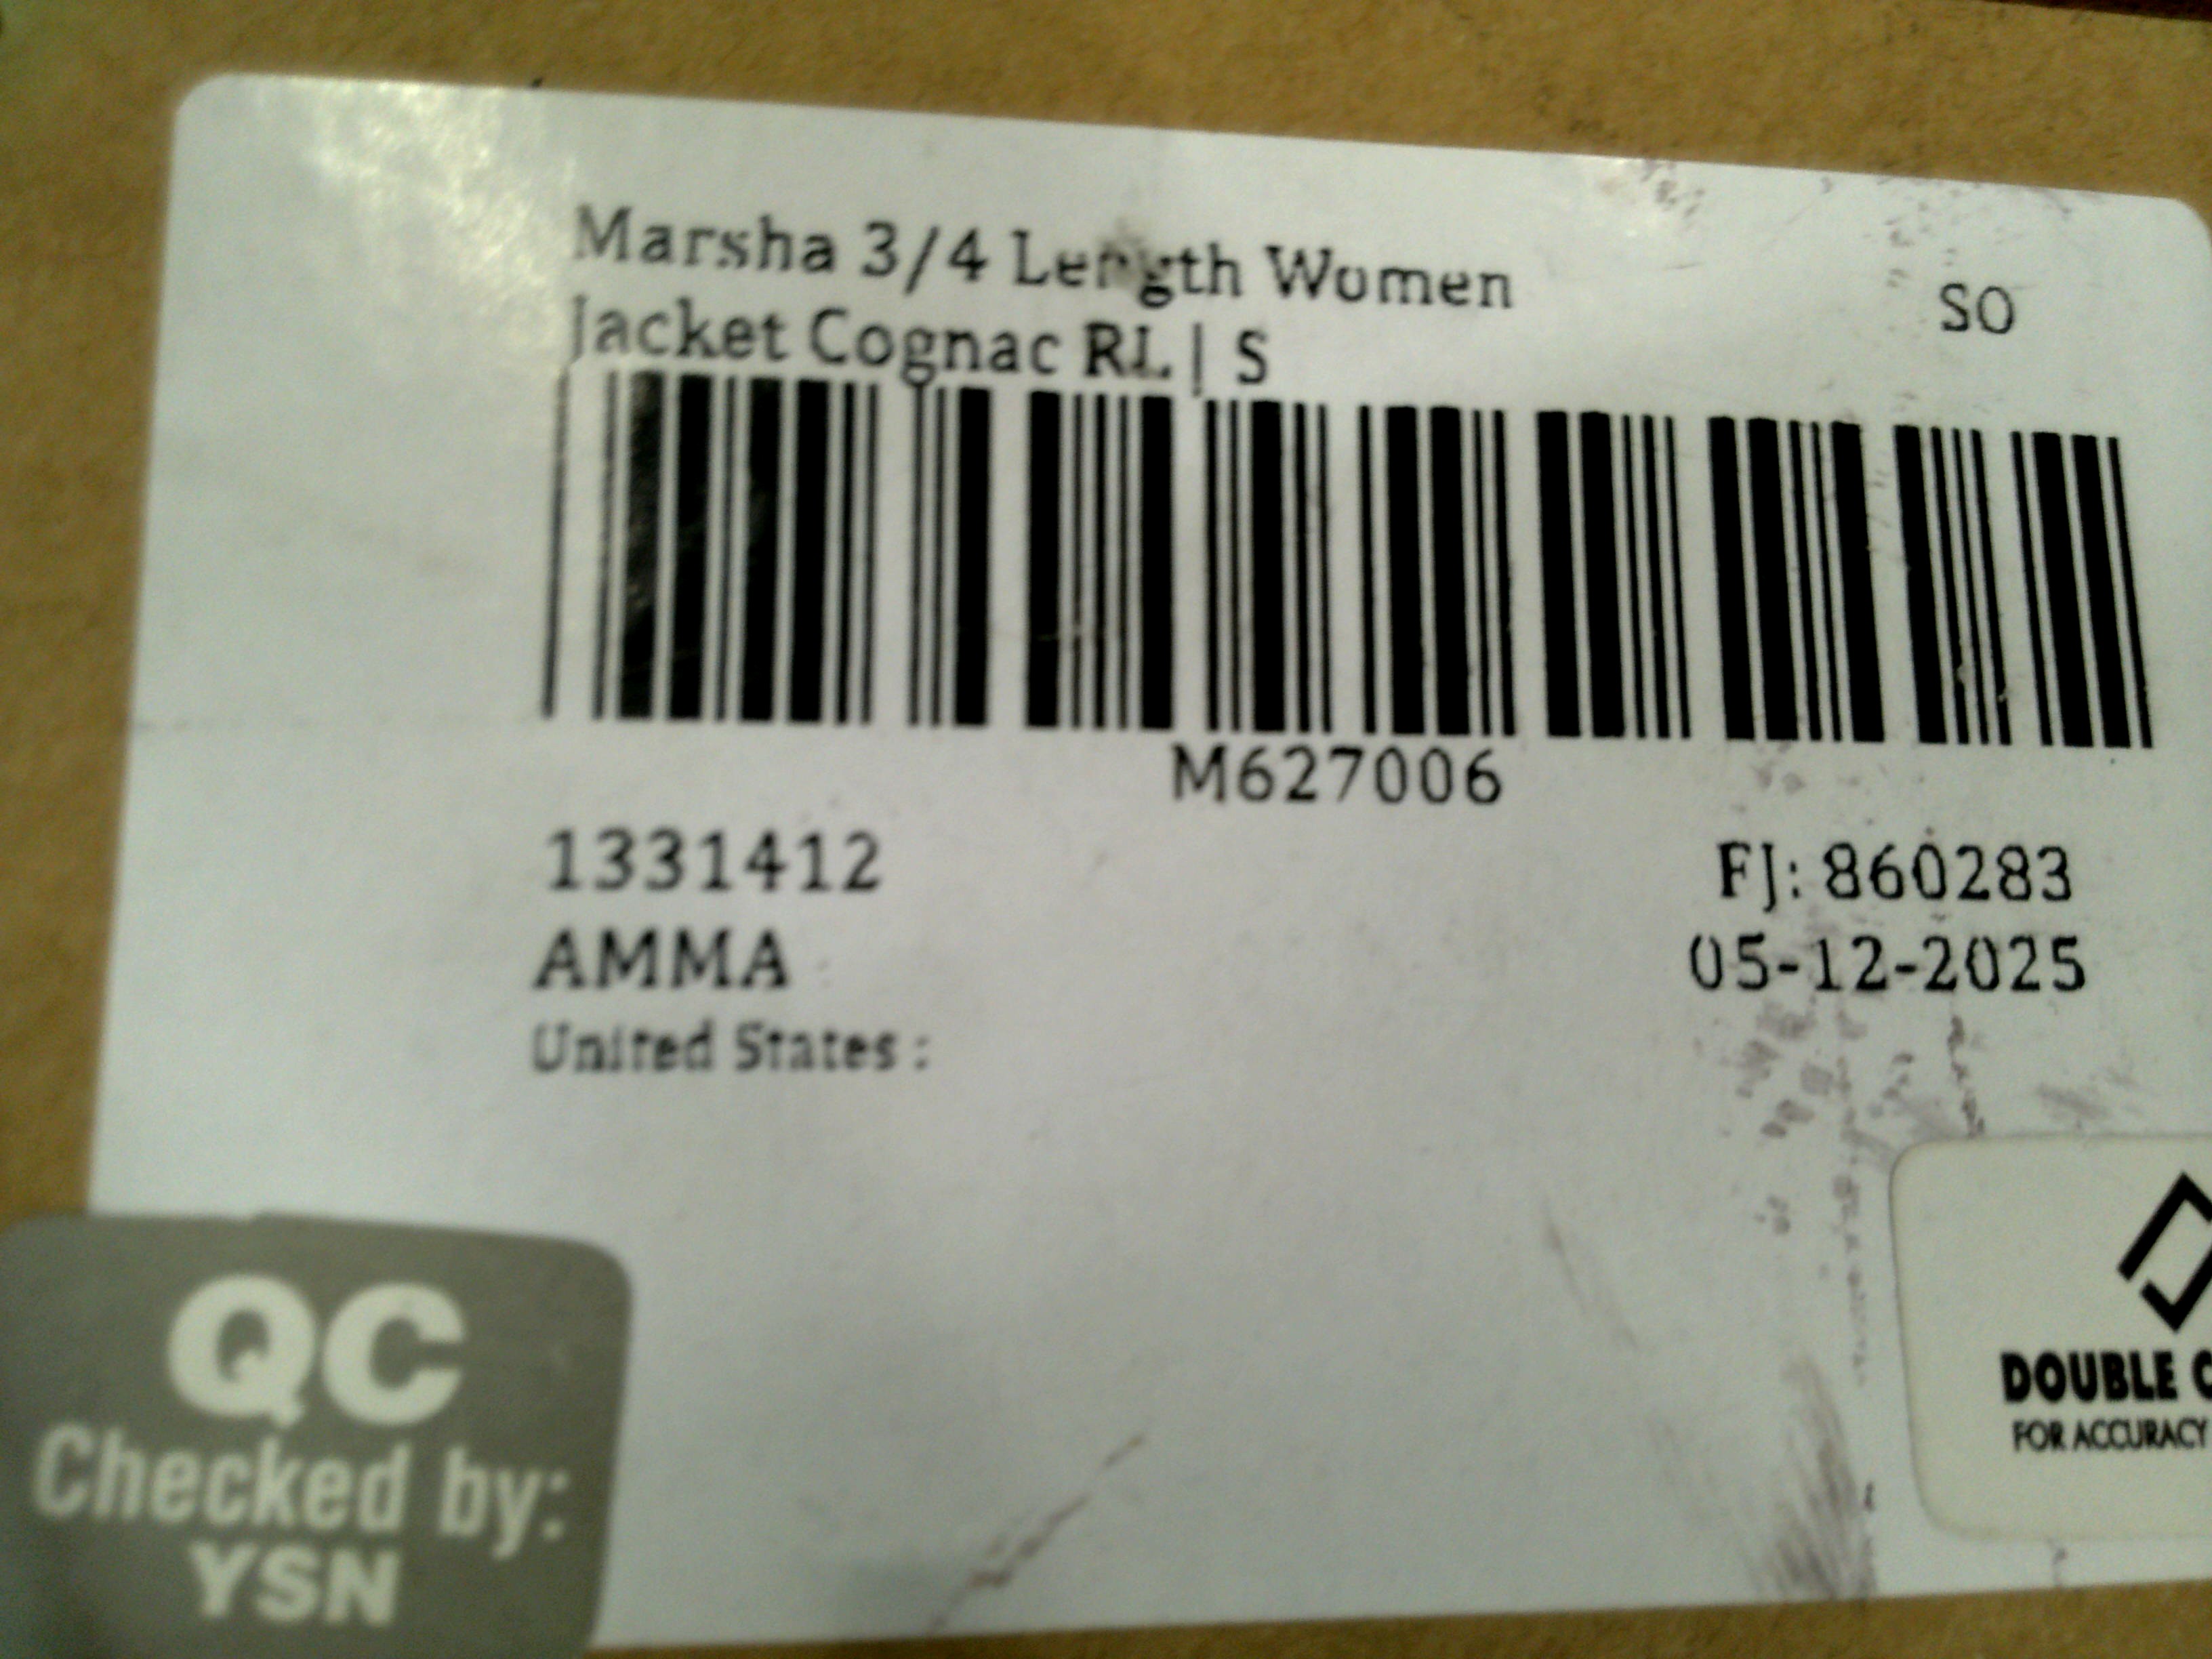 Marsha 3/4 Length Women
Jacket Cognac RL | S
SO
M627006
1331412
FJ: 860283
AMMA
05-12-2025
United States :
QC
Checked by:
YSN
DOUBLE
FOR ACCURACY